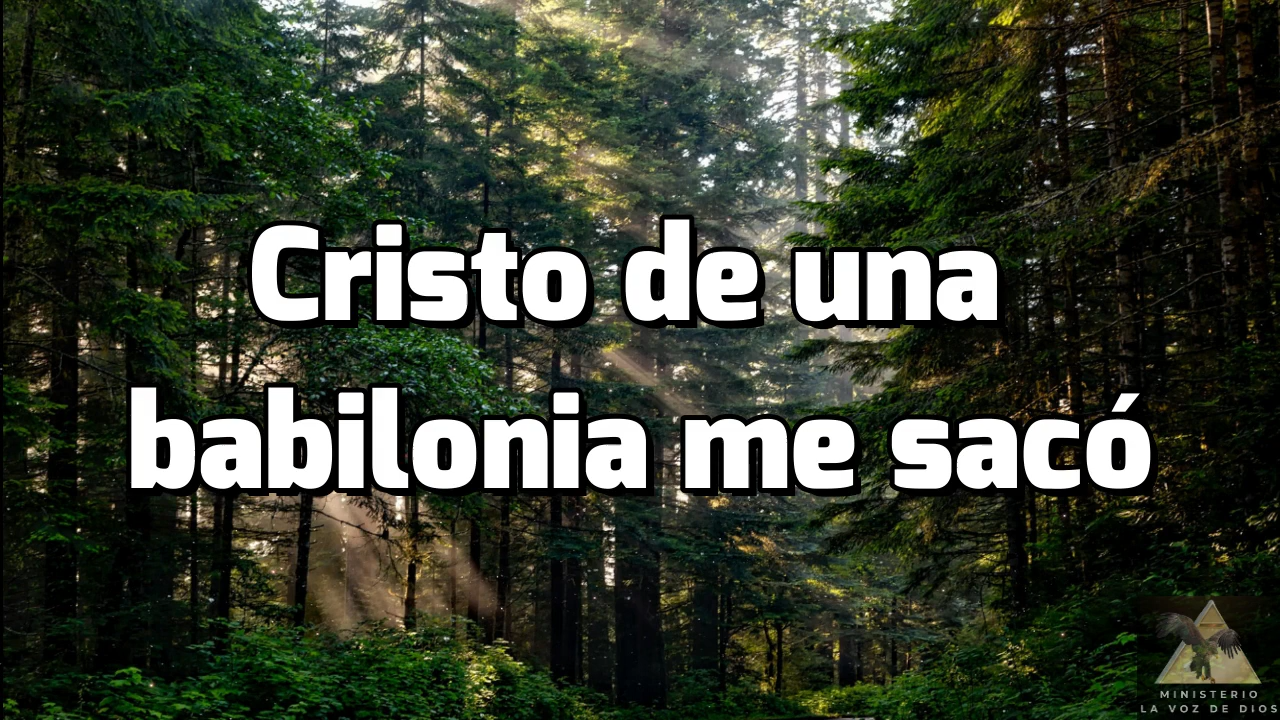 Cristo de una
babilonia me sacó
MINISTERIO
LA VOZ DE DIOS